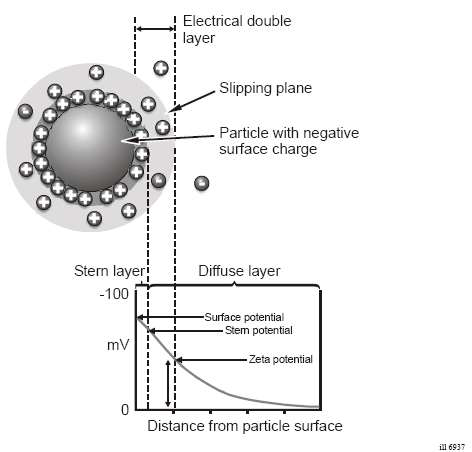 Electrical double
layer
Slipping plane
Particle with negative
surface charge
Stern layer
Diffuse layer
-100
Surface potential
Stern potential
mV
Zeta potential
0
Distance from particle surface
ill 6937